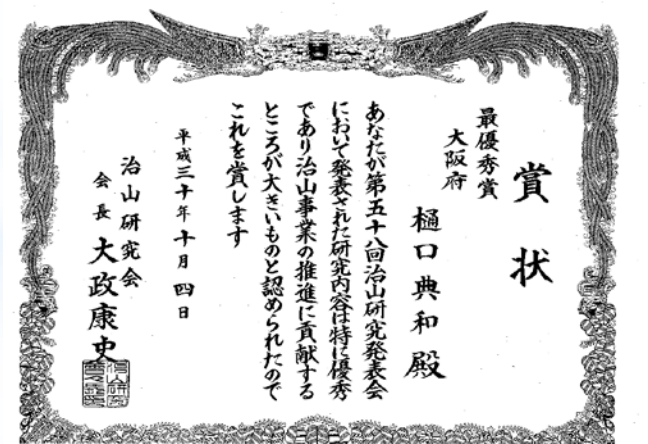 賞状
最優秀賞
大阪府
樋口典和 殿
あなたが第五十八回治山研究発表会
において発表された研究内容は特に優秀
であり治山事業の推進に貢献する
ところが大きいものと認められたので
これを賞します
平成三十年十月四日
治山研究会
会長 大政康史